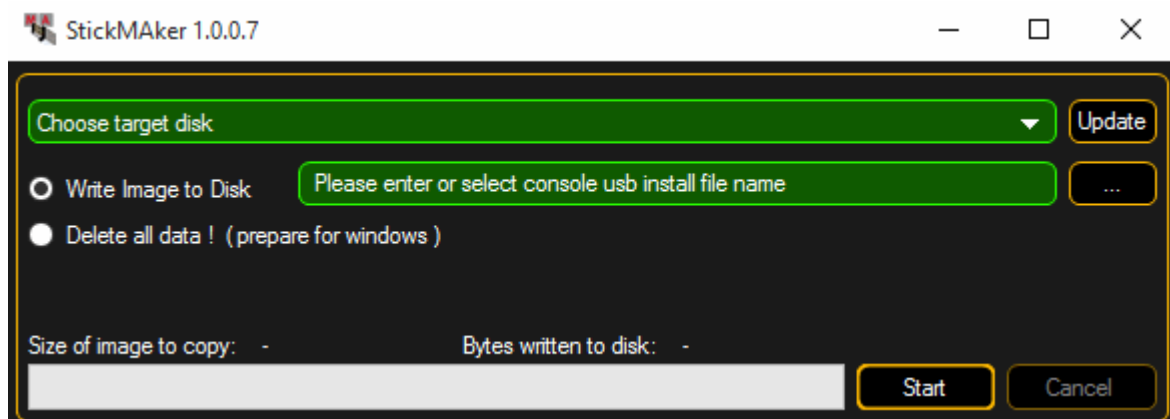 StickMAker 1.0.0.7
Choose target disk Update
Write Image to Disk Please enter or select console usb install file name ...
Delete all data ! ( prepare for windows )
Size of image to copy: - Bytes written to disk: -
Start Cancel